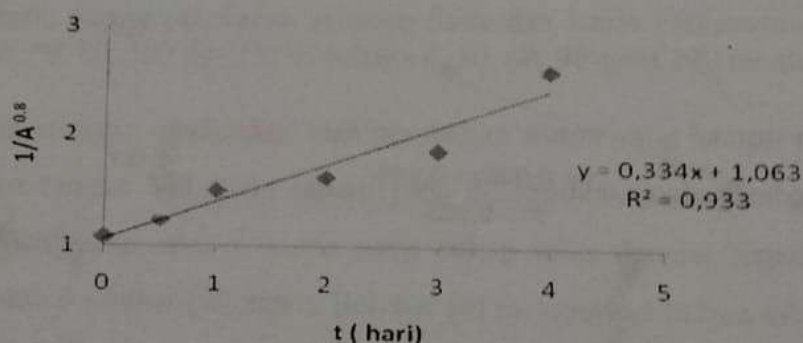 3
2
1
1/A^0.8
y = 0,334x + 1,063
R² = 0,933
0 1 2 3 4 5
t ( hari)